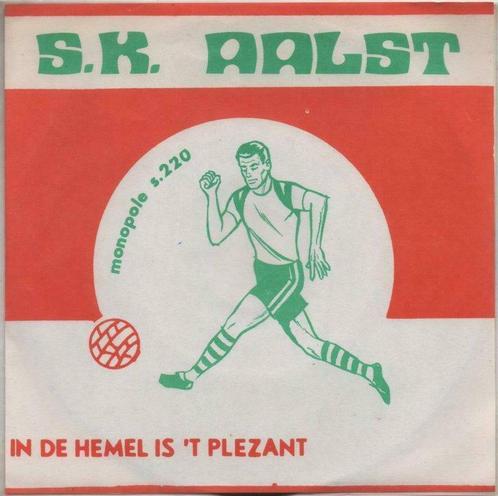 S.K. AALST
monopole s.220
IN DE HEMEL IS 'T PLEZANT